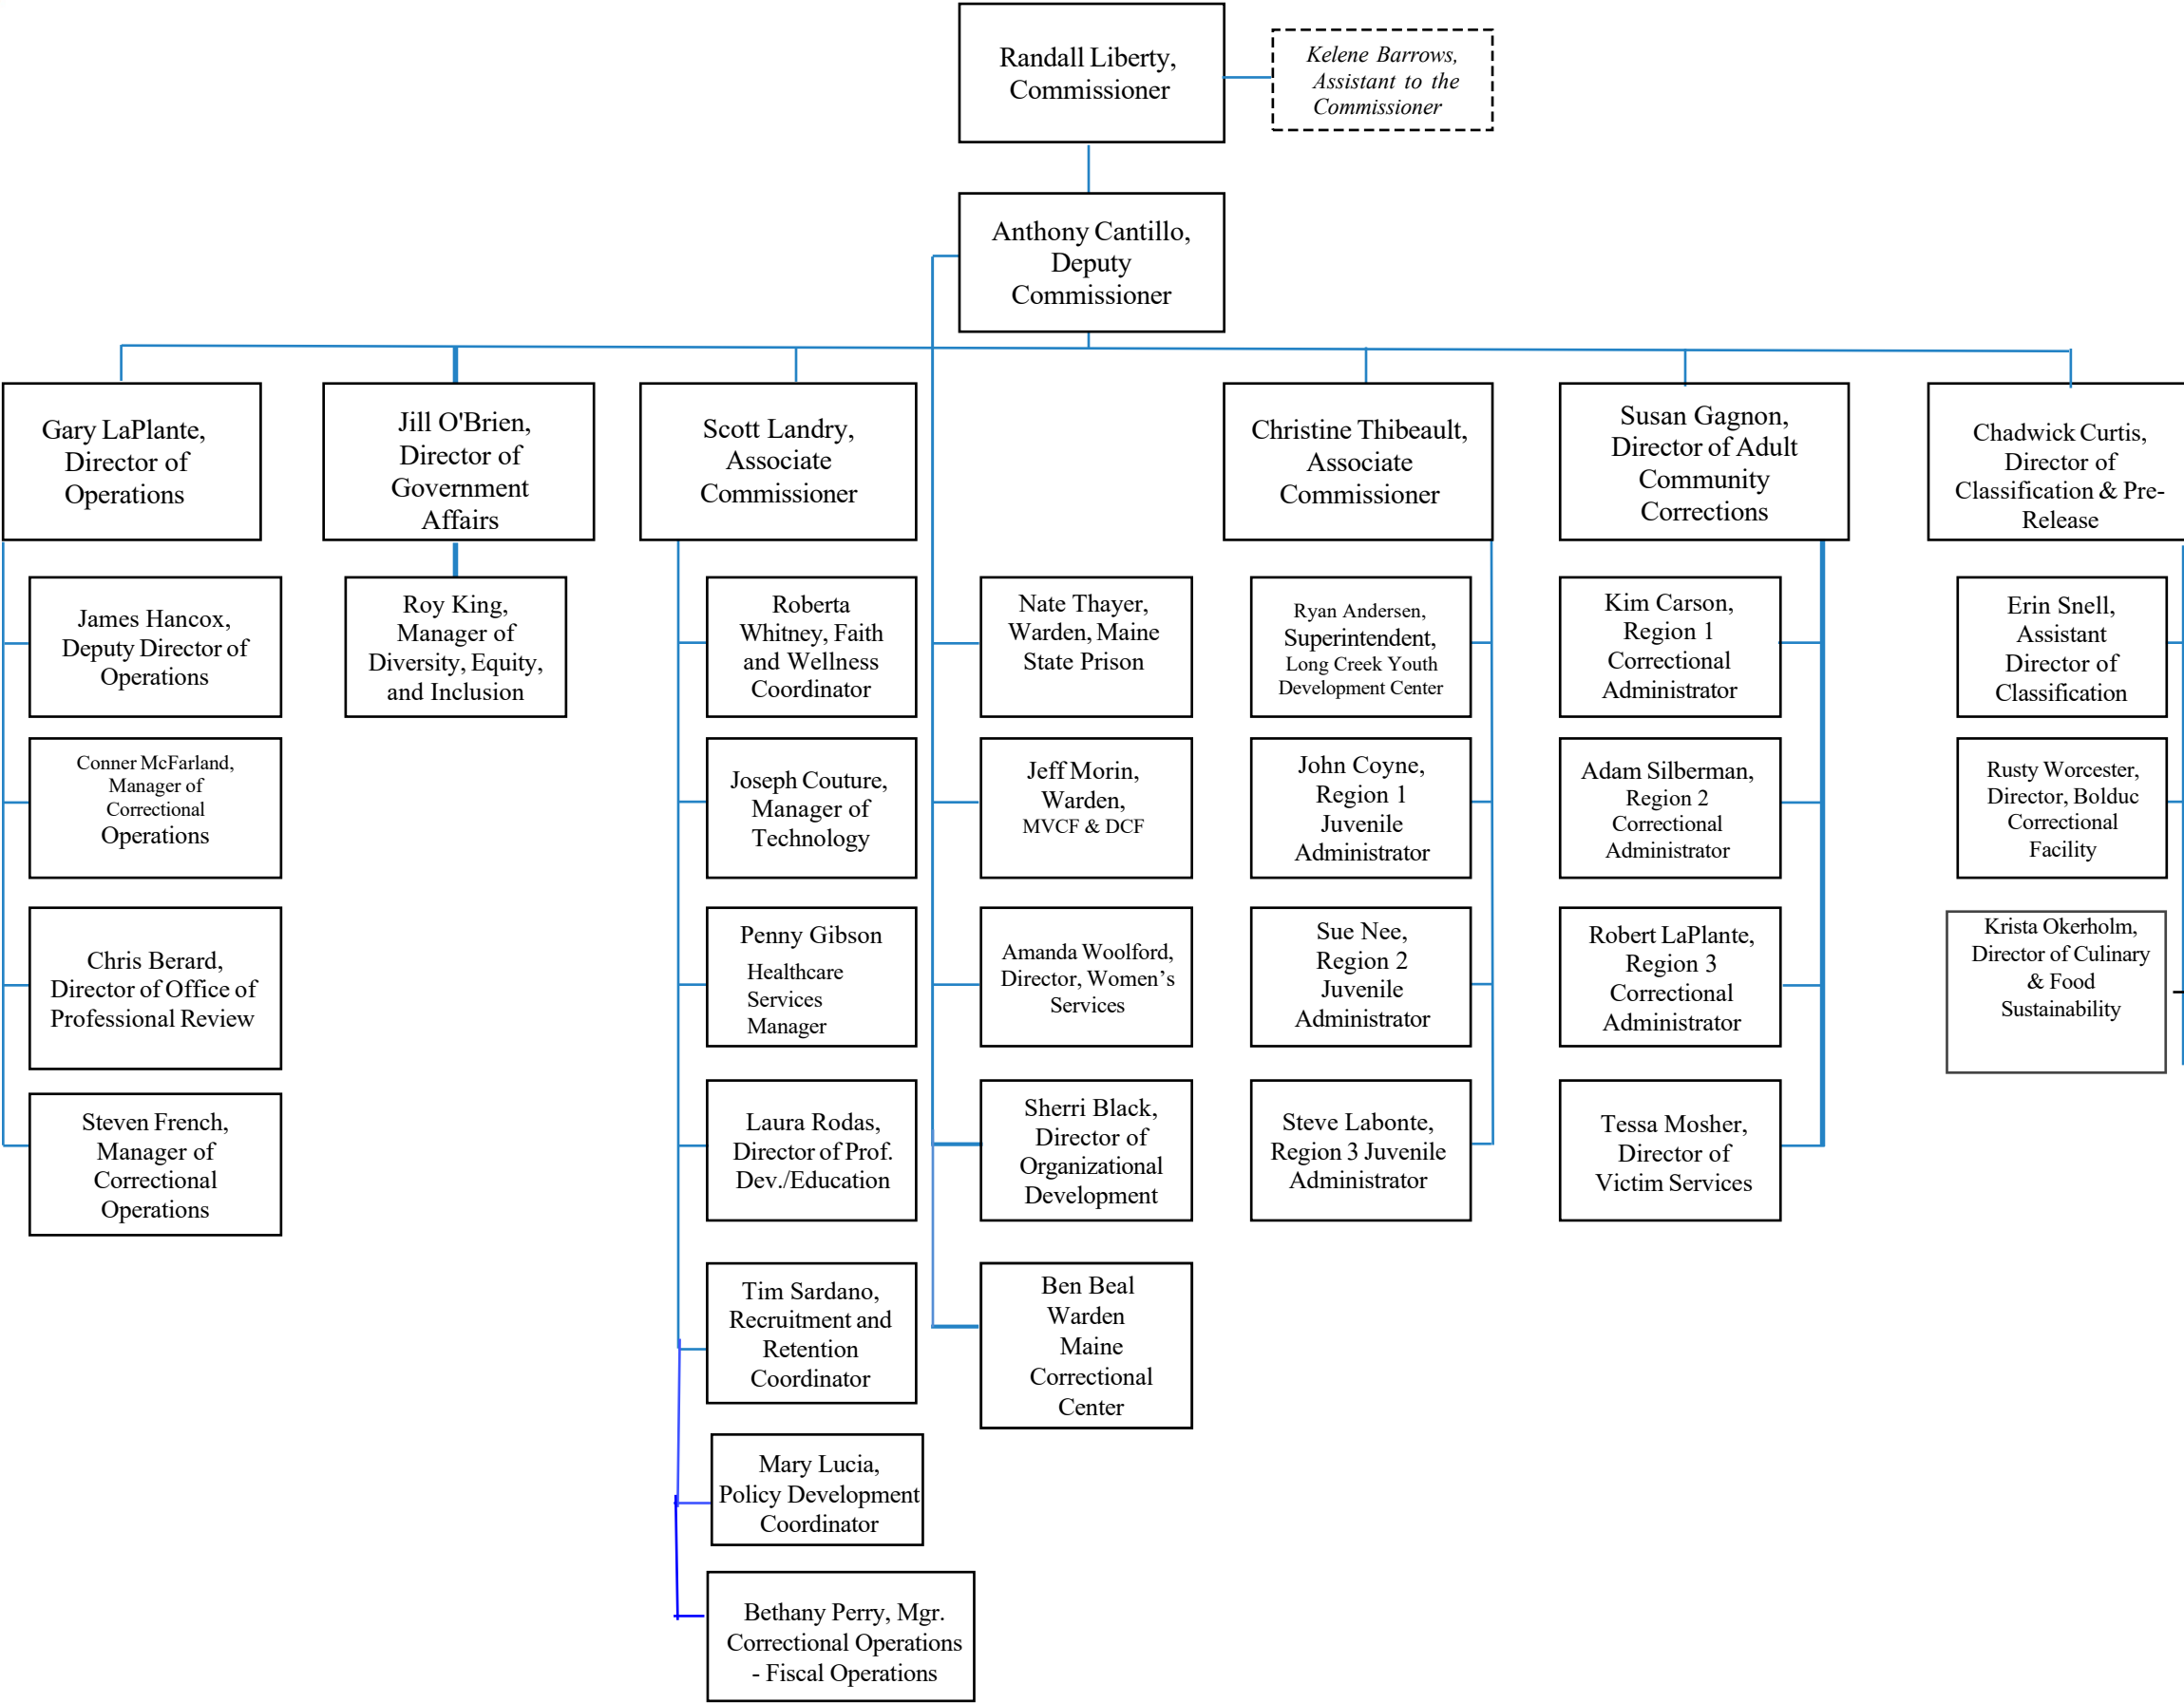 Randall Liberty,
Commissioner
Kelene Barrows,
Assistant to the
Commissioner
Anthony Cantillo,
Deputy
Commissioner
Gary LaPlante,
Director of
Operations
Jill O'Brien,
Director of
Government
Affairs
Scott Landry,
Associate
Commissioner
Christine Thibeault,
Associate
Commissioner
Susan Gagnon,
Director of Adult
Community
Corrections
Chadwick Curtis,
Director of
Classification & Pre-
Release
James Hancox,
Deputy Director of
Operations
Roy King,
Manager of
Diversity, Equity,
and Inclusion
Roberta
Whitney, Faith
and Wellness
Coordinator
Nate Thayer,
Warden, Maine
State Prison
Ryan Andersen,
Superintendent,
Long Creek Youth
Development Center
Kim Carson,
Region 1
Correctional
Administrator
Erin Snell,
Assistant
Director of
Classification
Conner McFarland,
Manager of
Correctional
Operations
Joseph Couture,
Manager of
Technology
Jeff Morin,
Warden,
MVCF & DCF
John Coyne,
Region 1
Juvenile
Administrator
Adam Silberman,
Region 2
Correctional
Administrator
Rusty Worcester,
Director, Bolduc
Correctional
Facility
Chris Berard,
Director of Office of
Professional Review
Penny Gibson
Healthcare
Services
Manager
Amanda Woolford,
Director, Women’s
Services
Sue Nee,
Region 2
Juvenile
Administrator
Robert LaPlante,
Region 3
Correctional
Administrator
Krista Okerholm,
Director of Culinary
& Food
Sustainability
Steven French,
Manager of
Correctional
Operations
Laura Rodas,
Director of Prof.
Dev./Education
Sherri Black,
Director of
Organizational
Development
Steve Labonte,
Region 3 Juvenile
Administrator
Tessa Mosher,
Director of
Victim Services
Tim Sardano,
Recruitment and
Retention
Coordinator
Ben Beal
Warden
Maine
Correctional
Center
Mary Lucia,
Policy Development
Coordinator
Bethany Perry, Mgr.
Correctional Operations
- Fiscal Operations